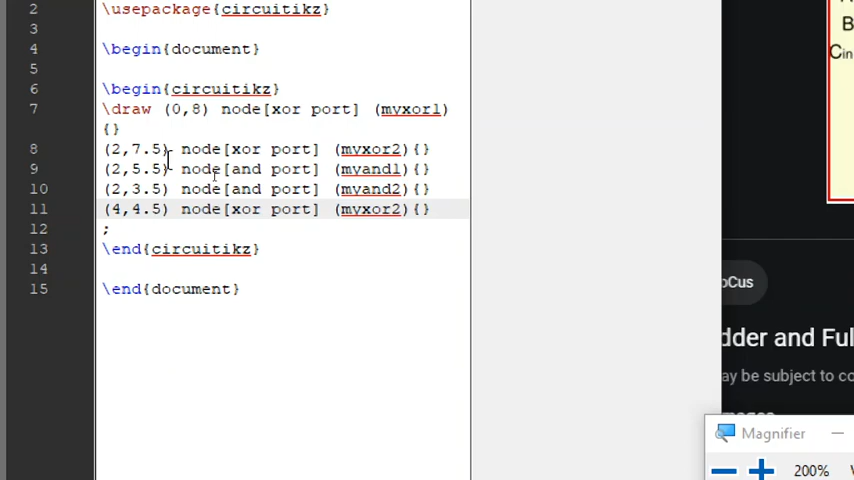 2 \usepackage{circuitikz}
3
4 \begin{document}
5
6 \begin{circuitikz}
7 \draw (0,8) node[xor port] (myxor1)
{}
8 (2,7.5) node[xor port] (myxor2){}
9 (2,5.5) node[and port] (myand1){}
10 (2,3.5) node[and port] (myand2){}
11 (4,4.5) node[xor port] (myxor2){}
12 ;
13 \end{circuitikz}
14
15 \end{document}
B
Cin
oCus
dder and Ful
ay be subject to co
Magnifier
200%